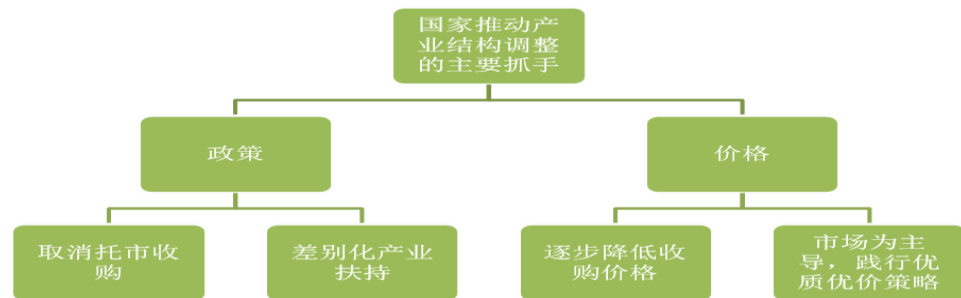 国家推动产
业结构调整
的主要抓手
政策
价格
取消托市收
购
差别化产业
扶持
逐步降低收
购价格
市场为主
导，践行优
质优价策略